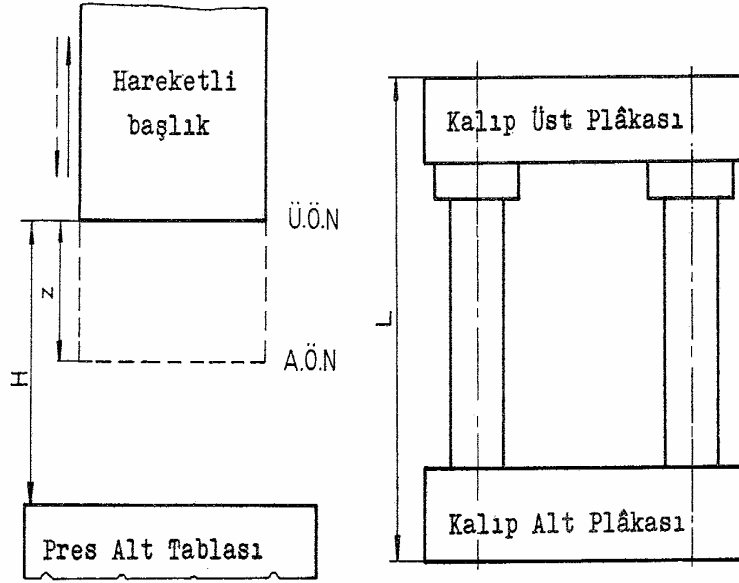 Hareketli
başlık
Ü.Ö.N
z
A.Ö.N
H
Pres Alt Tablası
Kalıp Üst Plâkası
L
Kalıp Alt Plâkası